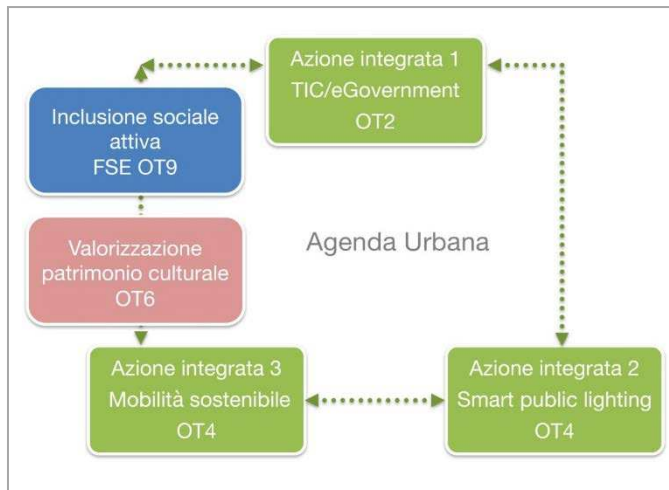 Azione integrata 1
TIC/eGovernment
OT2
Inclusione sociale
attiva
FSE OT9
Valorizzazione
patrimonio culturale
OT6
Agenda Urbana
Azione integrata 3
Mobilità sostenibile
OT4
Azione integrata 2
Smart public lighting
OT4